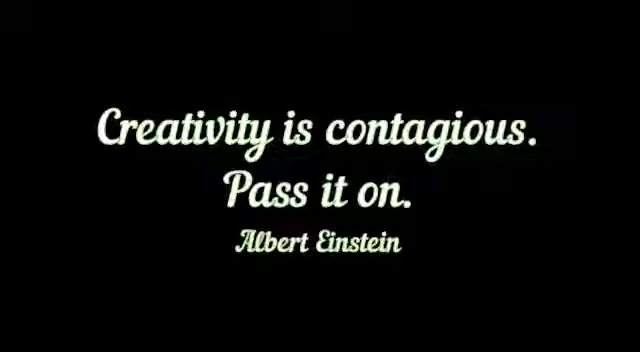 Creativity is contagious.
Pass it on.
Albert Einstein